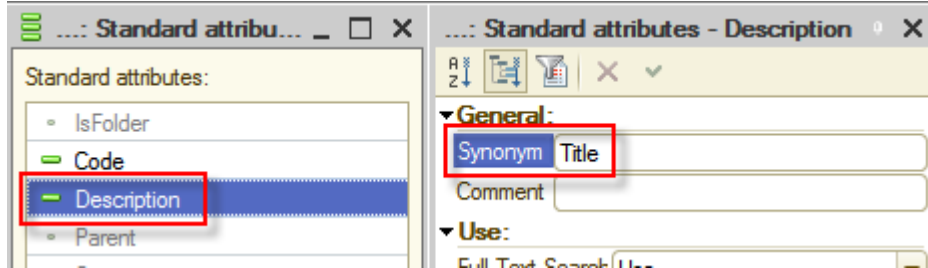 ...: Standard attribu...
Standard attributes:
IsFolder
Code
Description
Parent
...: Standard attributes - Description
General:
Synonym Title
Comment
Use:
Full Text Search Use